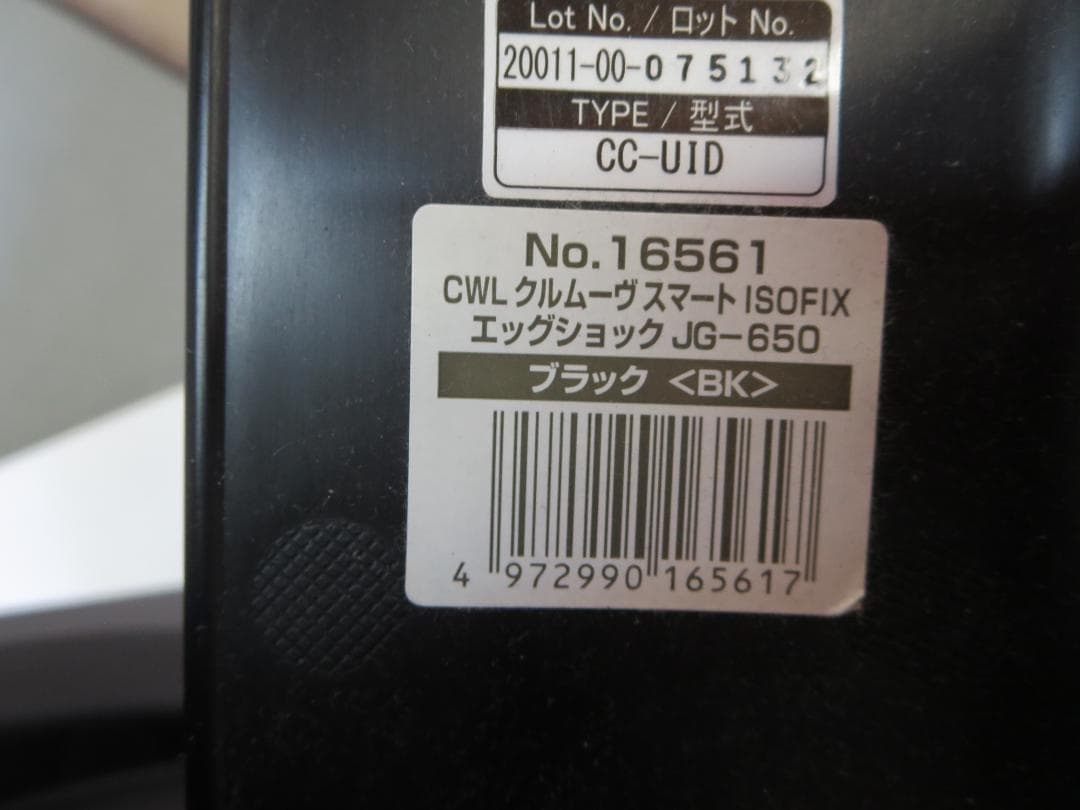 Lot No. / ロット No.
20011-00-075132
TYPE / 型式
CC-UID
No.16561
CWL クルムーヴ スマート ISOFIX
エッグショック JG-650
ブラック <BK>
4 972990 165617